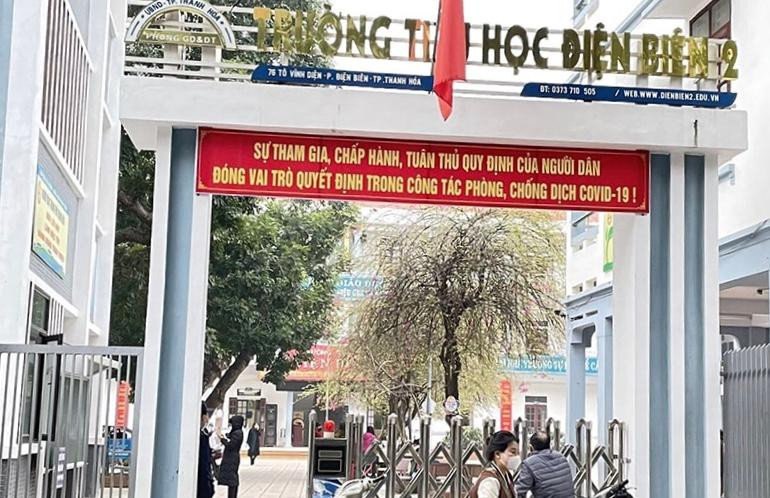 UBND.TP.THANH HÓA
PHÒNG GD&ĐT
TRƯỜNG TIỂU HỌC ĐIỆN BIÊN 2
76 TÔ VĨNH DIỆN - P. ĐIỆN BIÊN - TP.THANH HÓA
ĐT: 0373 710 505 / WEB.WWW.DIENBIEN2.EDU.VN
SỰ THAM GIA, CHẤP HÀNH, TUÂN THỦ QUY ĐỊNH CỦA NGƯỜI DÂN
ĐÓNG VAI TRÒ QUYẾT ĐỊNH TRONG CÔNG TÁC PHÒNG, CHỐNG DỊCH COVID-19 !
GIÁO